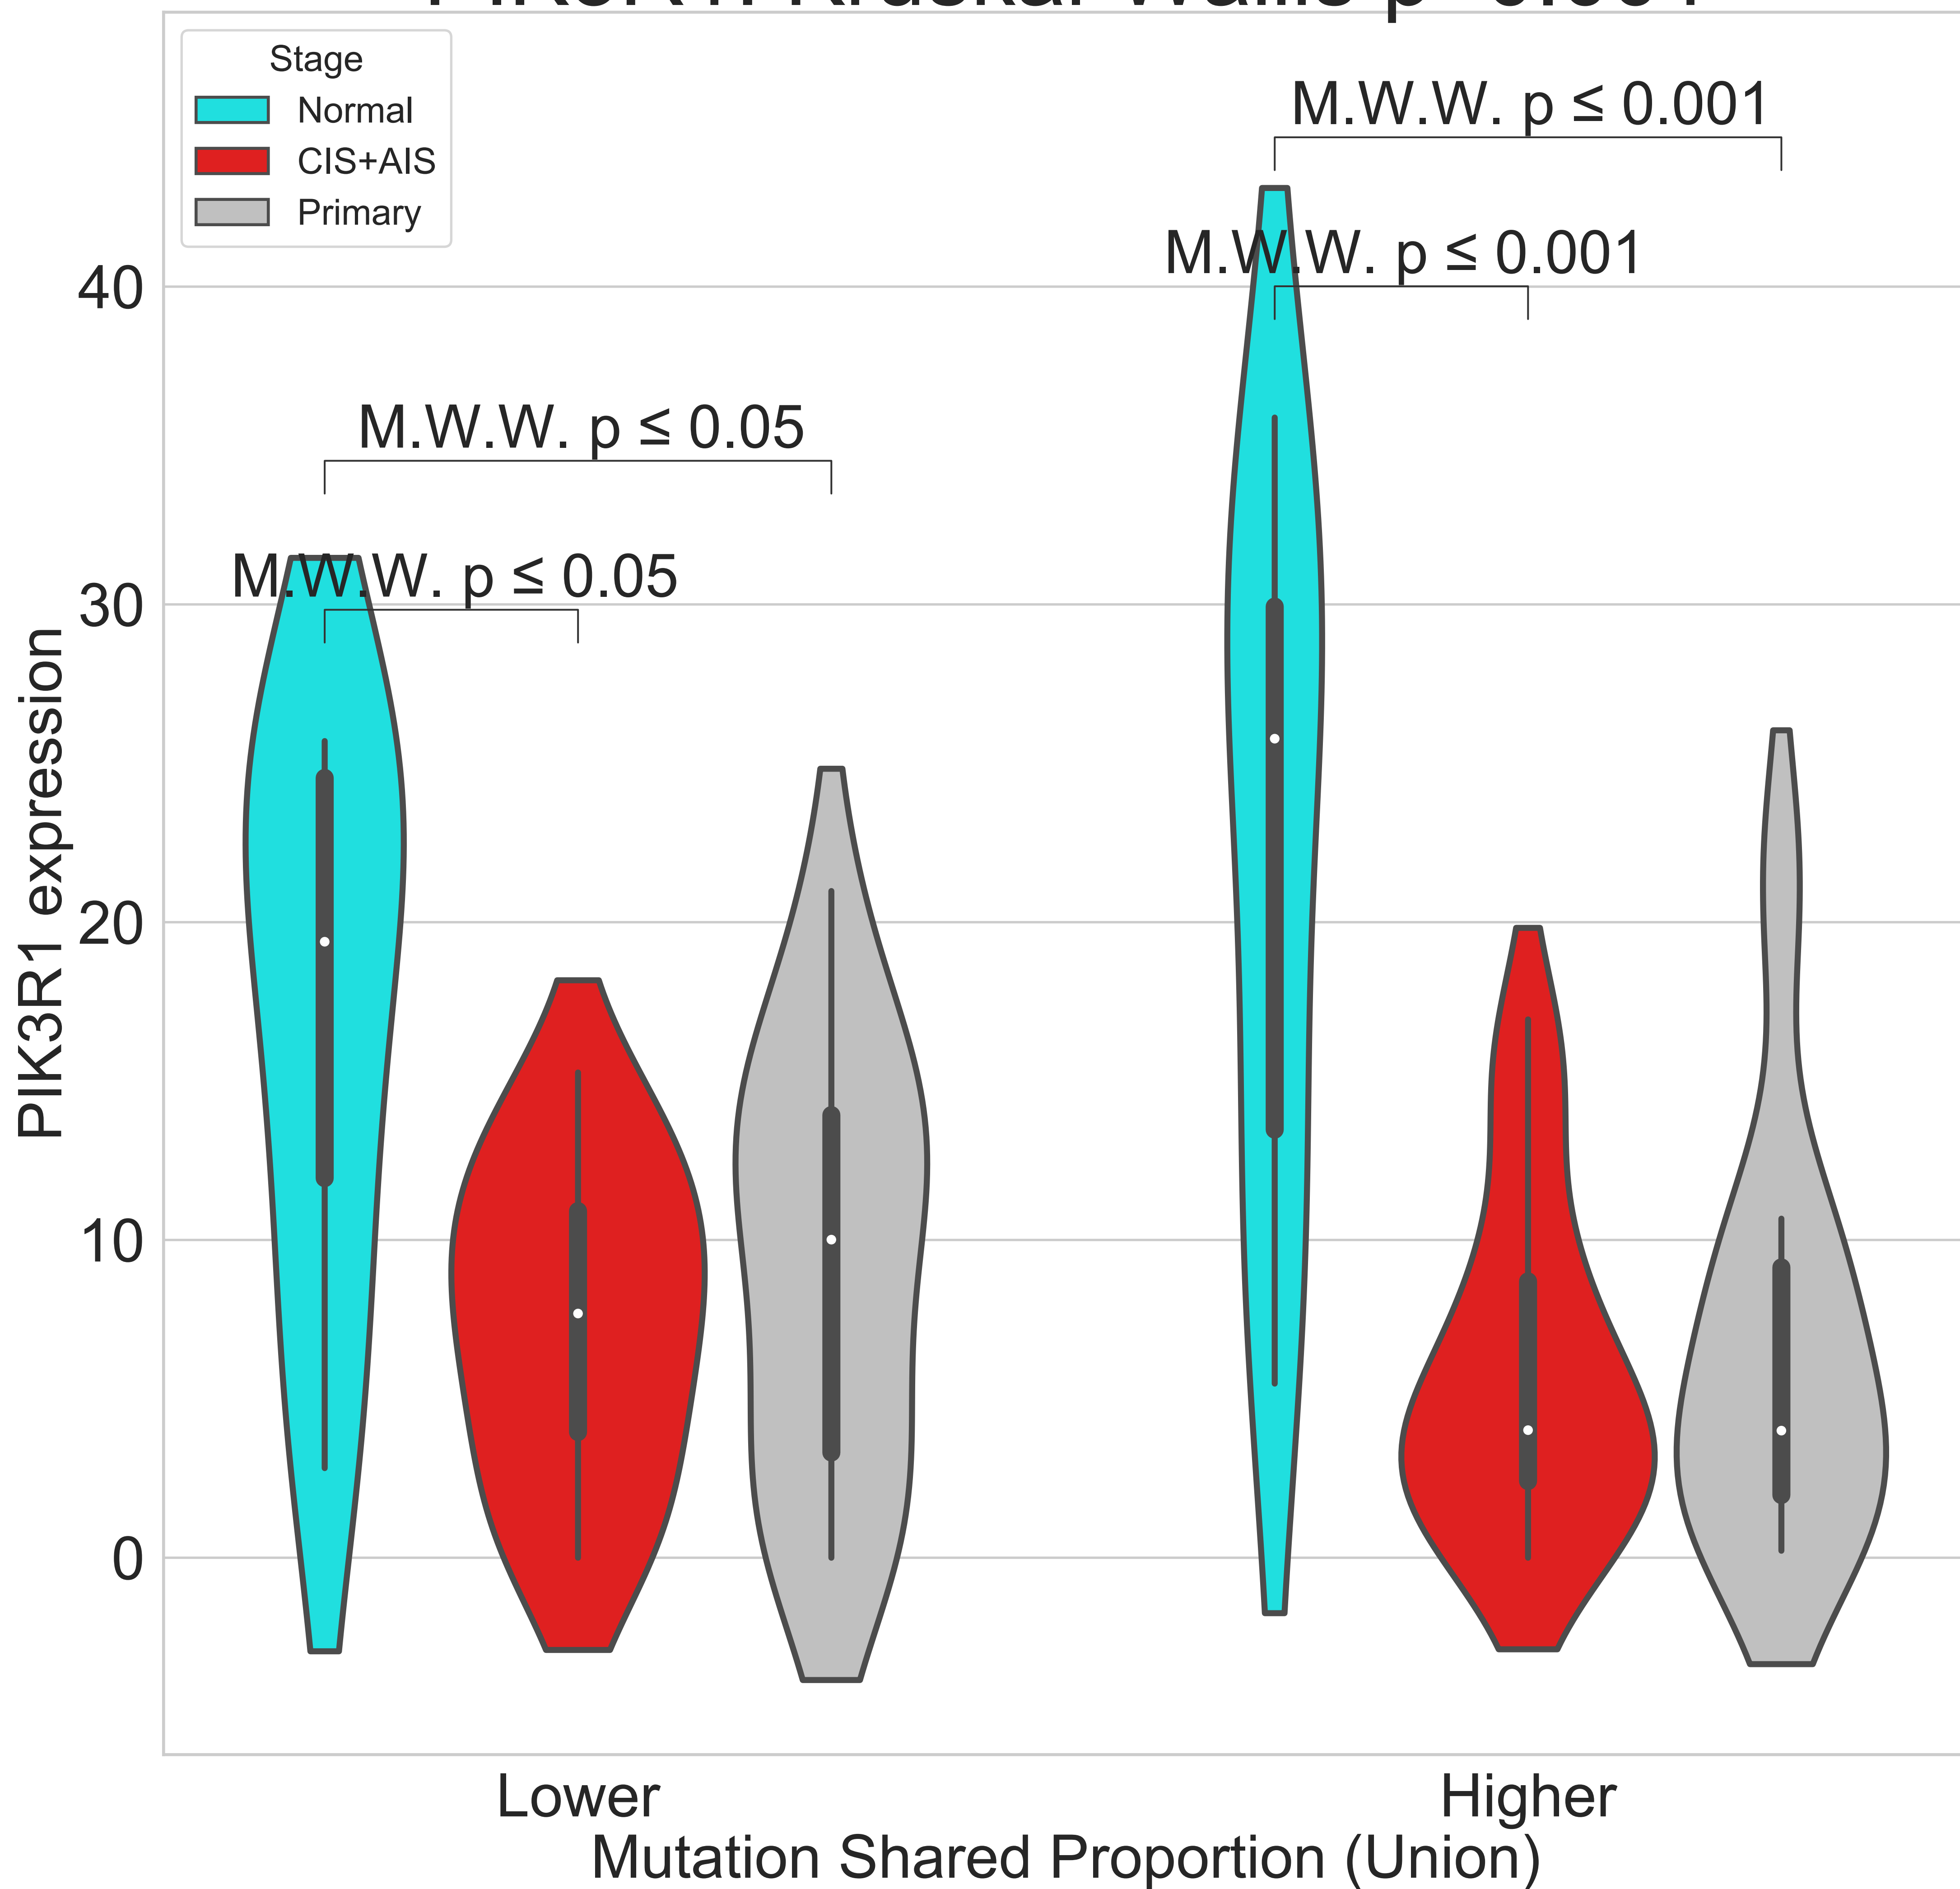 Stage
Normal
CIS+AIS
Primary
M.W.W. p ≤ 0.001
M.W.W. p ≤ 0.001
M.W.W. p ≤ 0.05
M.W.W. p ≤ 0.05
40
30
20
10
0
PIK3R1 expression
Lower
Higher
Mutation Shared Proportion (Union)